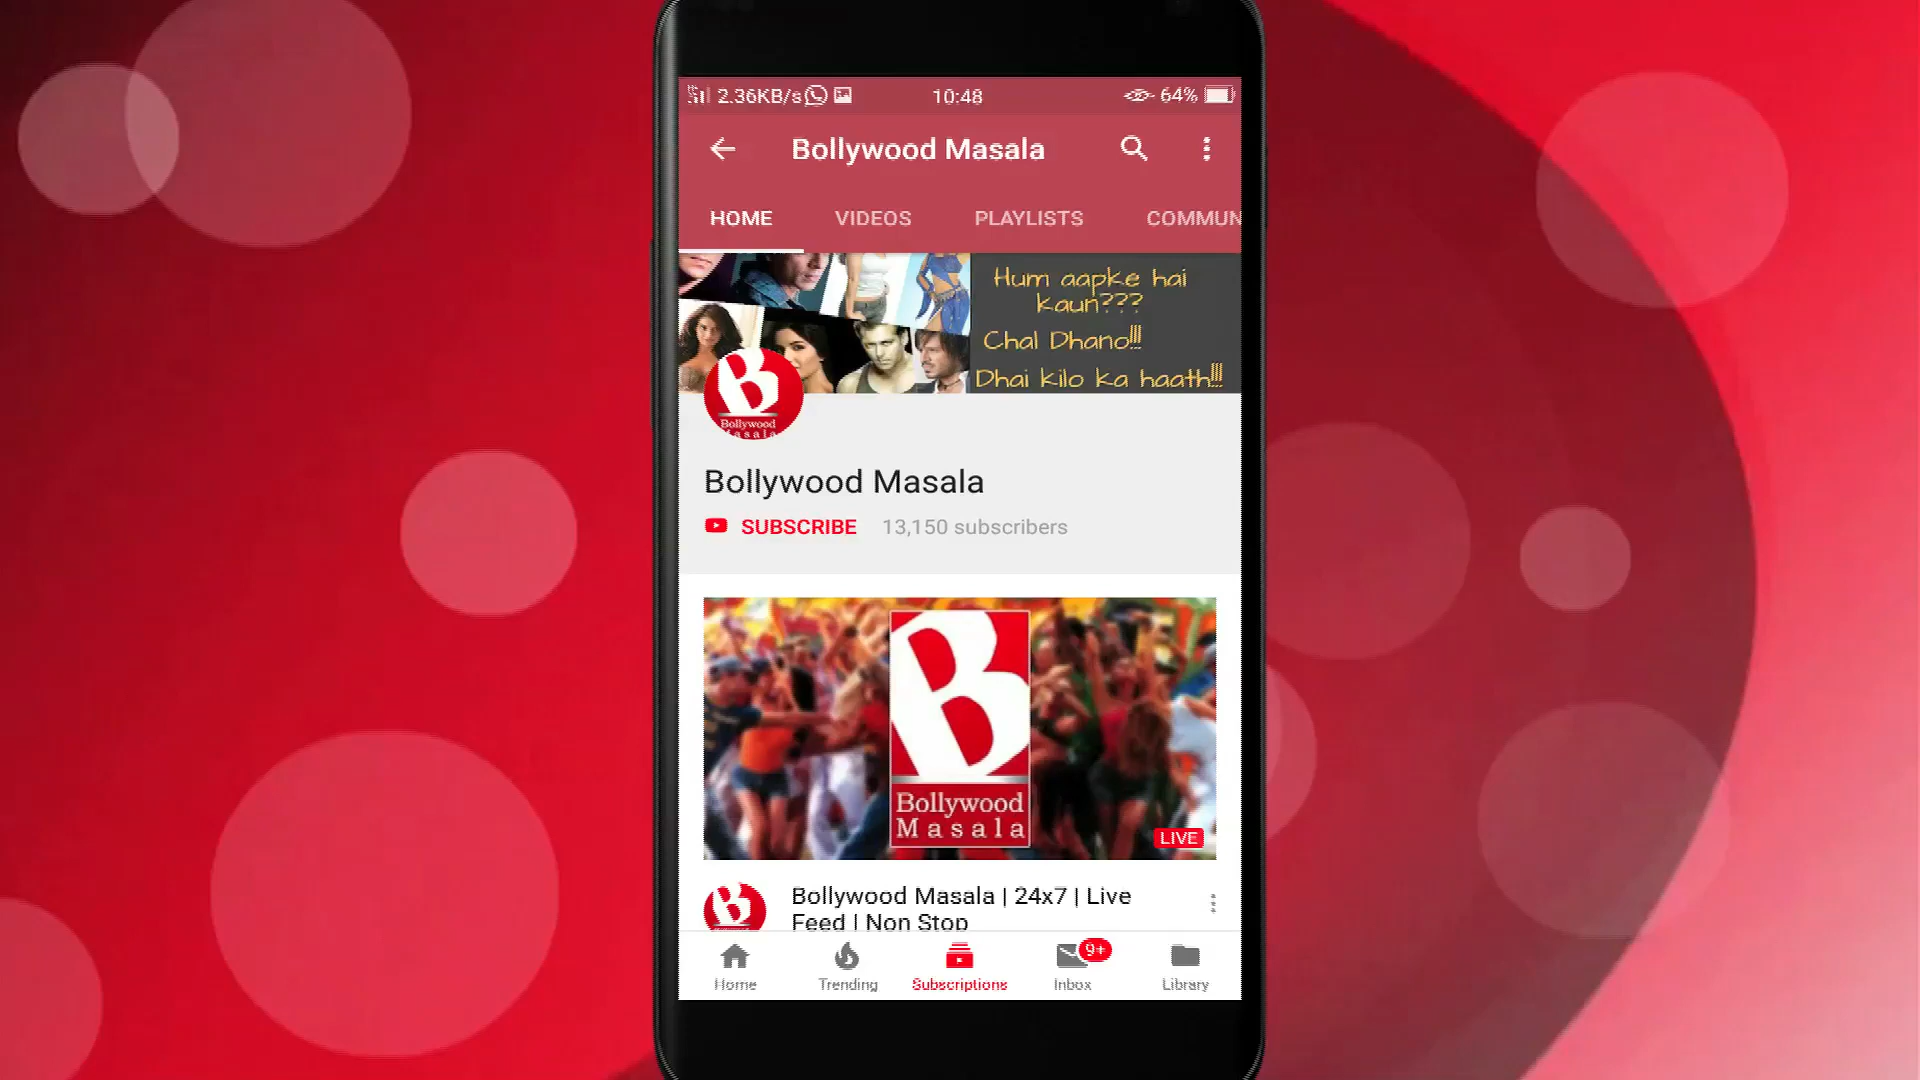 2.36KB/s 10:48 64%
Bollywood Masala
HOME VIDEOS PLAYLISTS COMMUN
Hum aapke hai
kaun???
Chal Dhano!!!
Dhai kilo ka haath!!!
B
Bollywood
Masala
Bollywood Masala
SUBSCRIBE 13,150 subscribers
B
Bollywood
Masala
LIVE
B
Bollywood Masala | 24x7 | Live
Feed | Non Stop
9+
Home Trending Subscriptions Inbox Library